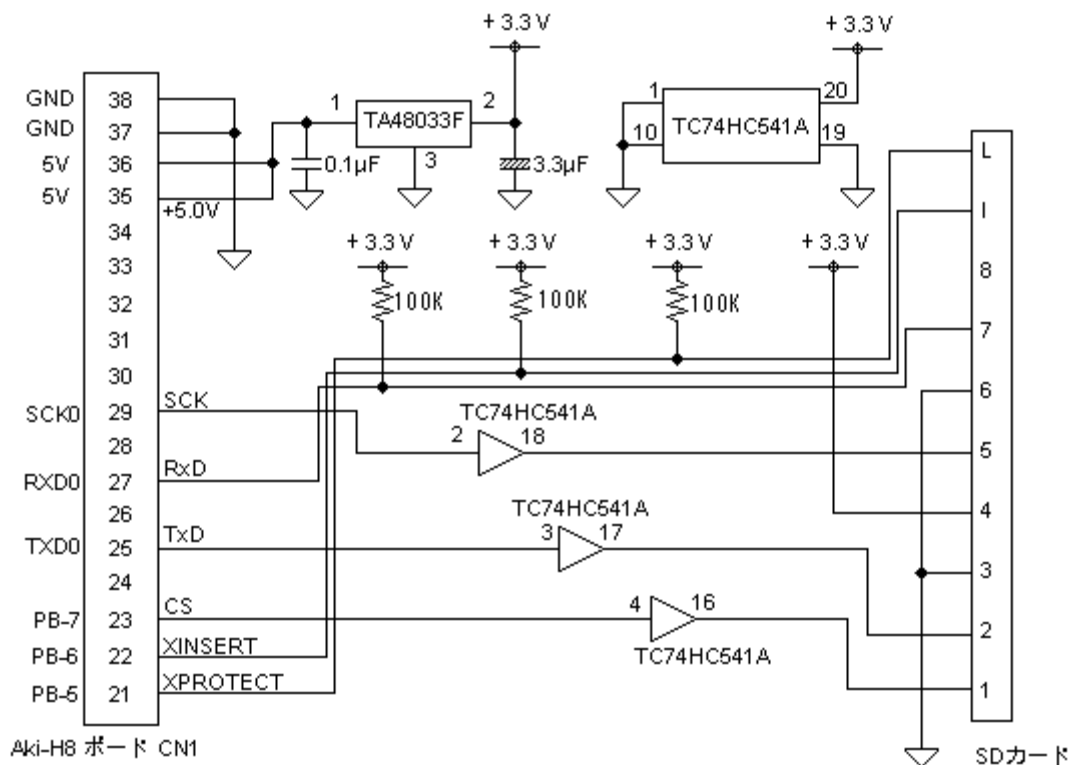 +3.3V
+3.3V
GND
38
1
TA48033F
2
1
TC74HC541A
20
GND
37
10
19
5V
36
0.1µF
3
3.3µF
L
5V
35
+5.0V
I
34
+3.3V
+3.3V
+3.3V
+3.3V
33
8
32
100K
100K
100K
31
7
30
6
SCK0
29
SCK
TC74HC541A
28
2
18
5
RXD0
27
RxD
26
TC74HC541A
4
TXD0
25
TxD
3
17
24
3
PB-7
23
CS
4
16
2
PB-6
22
XINSERT
TC74HC541A
PB-5
21
XPROTECT
1
Aki-H8 ボード CN1
SDカード